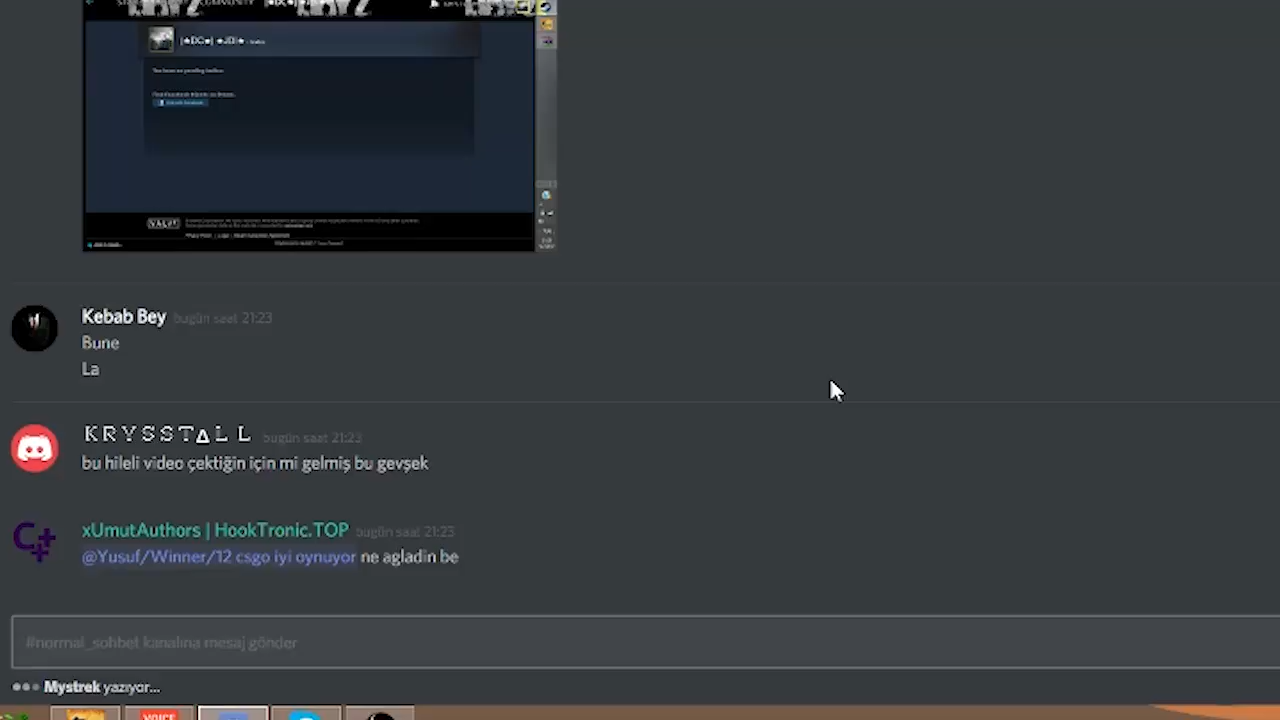 VALVE
Kebab Bey bugün saat 21:23
Bune
La
KRYSSTΔLL bugün saat 21:23
bu hileli video çektiğin için mi gelmiş bu gevşek
xUmutAuthors | HookTronic.TOP bugün saat 21:23
@Yusuf/Winner/12 csgo iyi oynuyor ne agladin be
#normal_sohbet kanalına mesaj gönder
Mystrek yazıyor...
VOICE